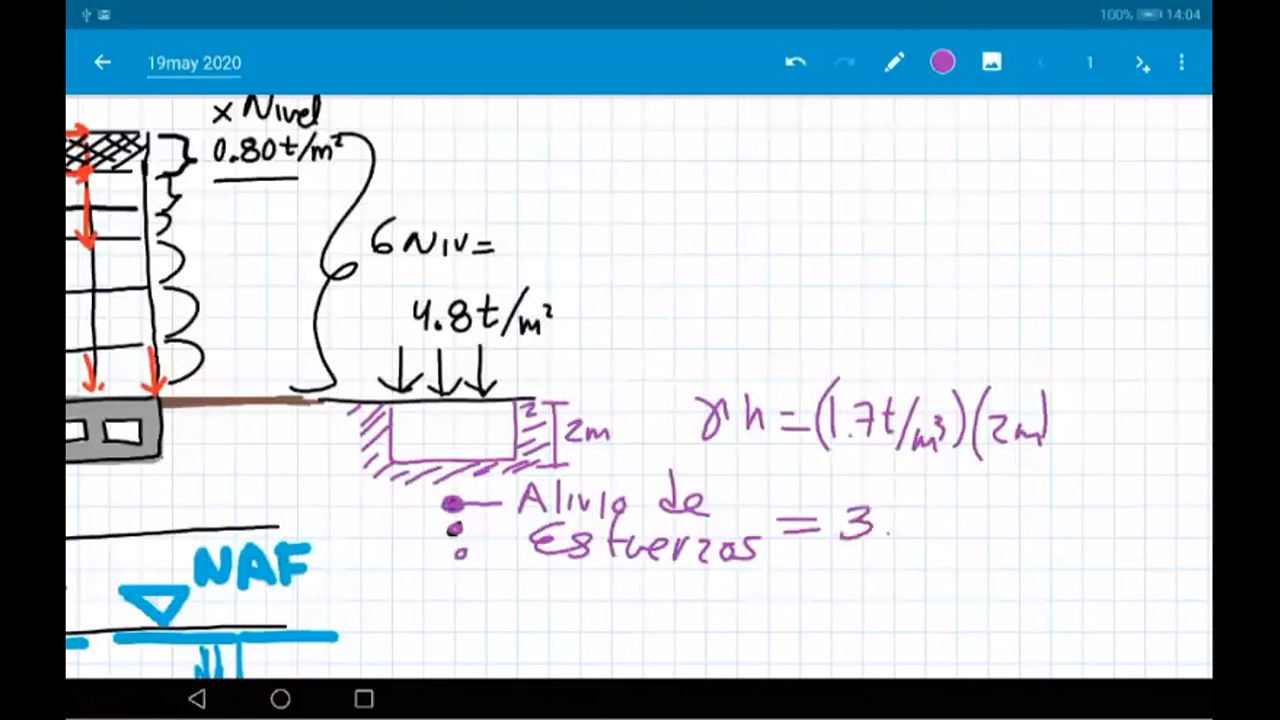 100% 14:04
19may 2020
1
x Nivel
0.80t/m²
6 Niv=
4.8t/m²
2m
γ h = (1.7t/m³)(2m)
Alivio de
Esfuerzos = 3.
NAF